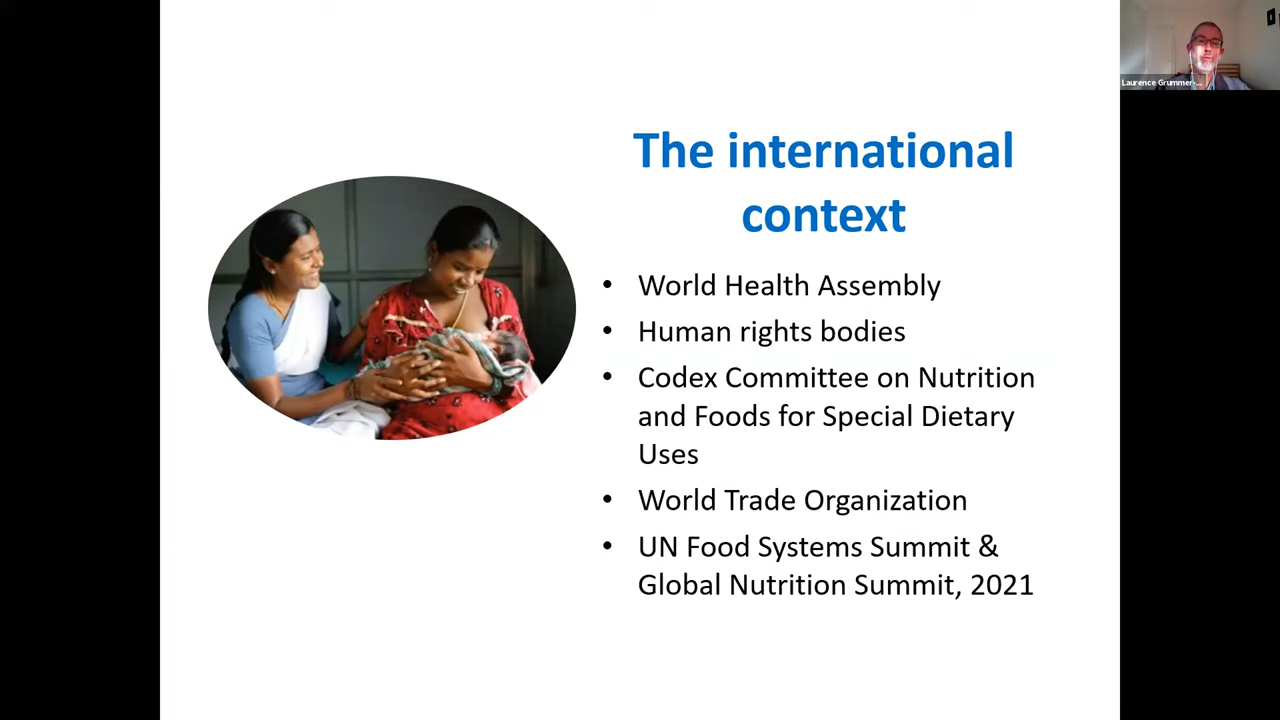 Laurence Grummer-...
The international
context
• World Health Assembly
• Human rights bodies
• Codex Committee on Nutrition
and Foods for Special Dietary
Uses
• World Trade Organization
• UN Food Systems Summit &
Global Nutrition Summit, 2021